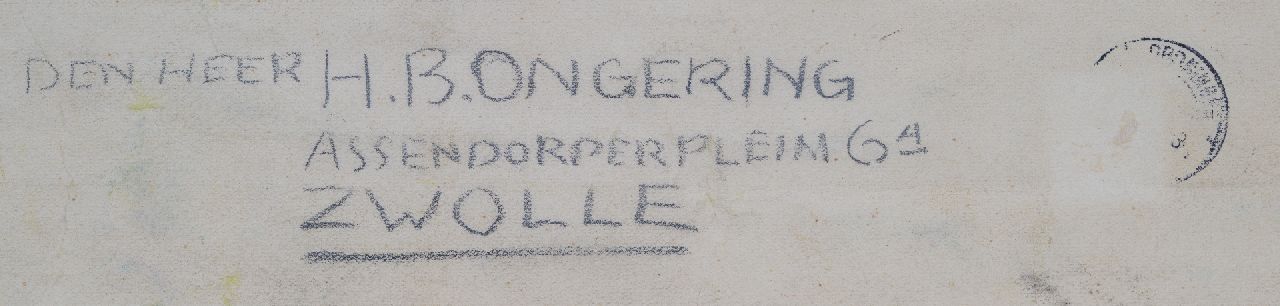 DEN HEER H.B.ONGERING
ASSENDORPERPLEIN 6A
ZWOLLE